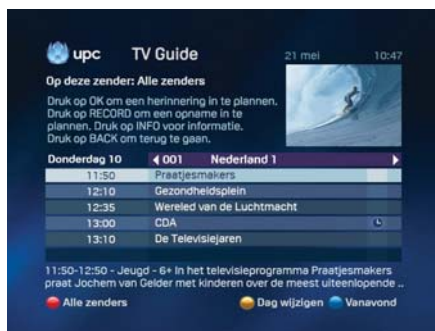 upc TV Guide 21 mei 10:47
Op deze zender: Alle zenders
Druk op OK om een herinnering in te plannen.
Druk op RECORD om een opname in te
plannen. Druk op INFO voor informatie.
Druk op BACK om terug te gaan.
Donderdag 10 001 Nederland 1
11:50 Praatjesmakers
12:10 Gezondheidsplein
12:35 Wereled van de Luchtmacht
13:00 CDA
13:10 De Televisiejaren
11:50-12:50 - Jeugd - 6+ In het televisieprogramma Praatjesmakers
praat Jochem van Gelder met kinderen over de meest uiteenlopende ..
Alle zenders Dag wijzigen Vanavond